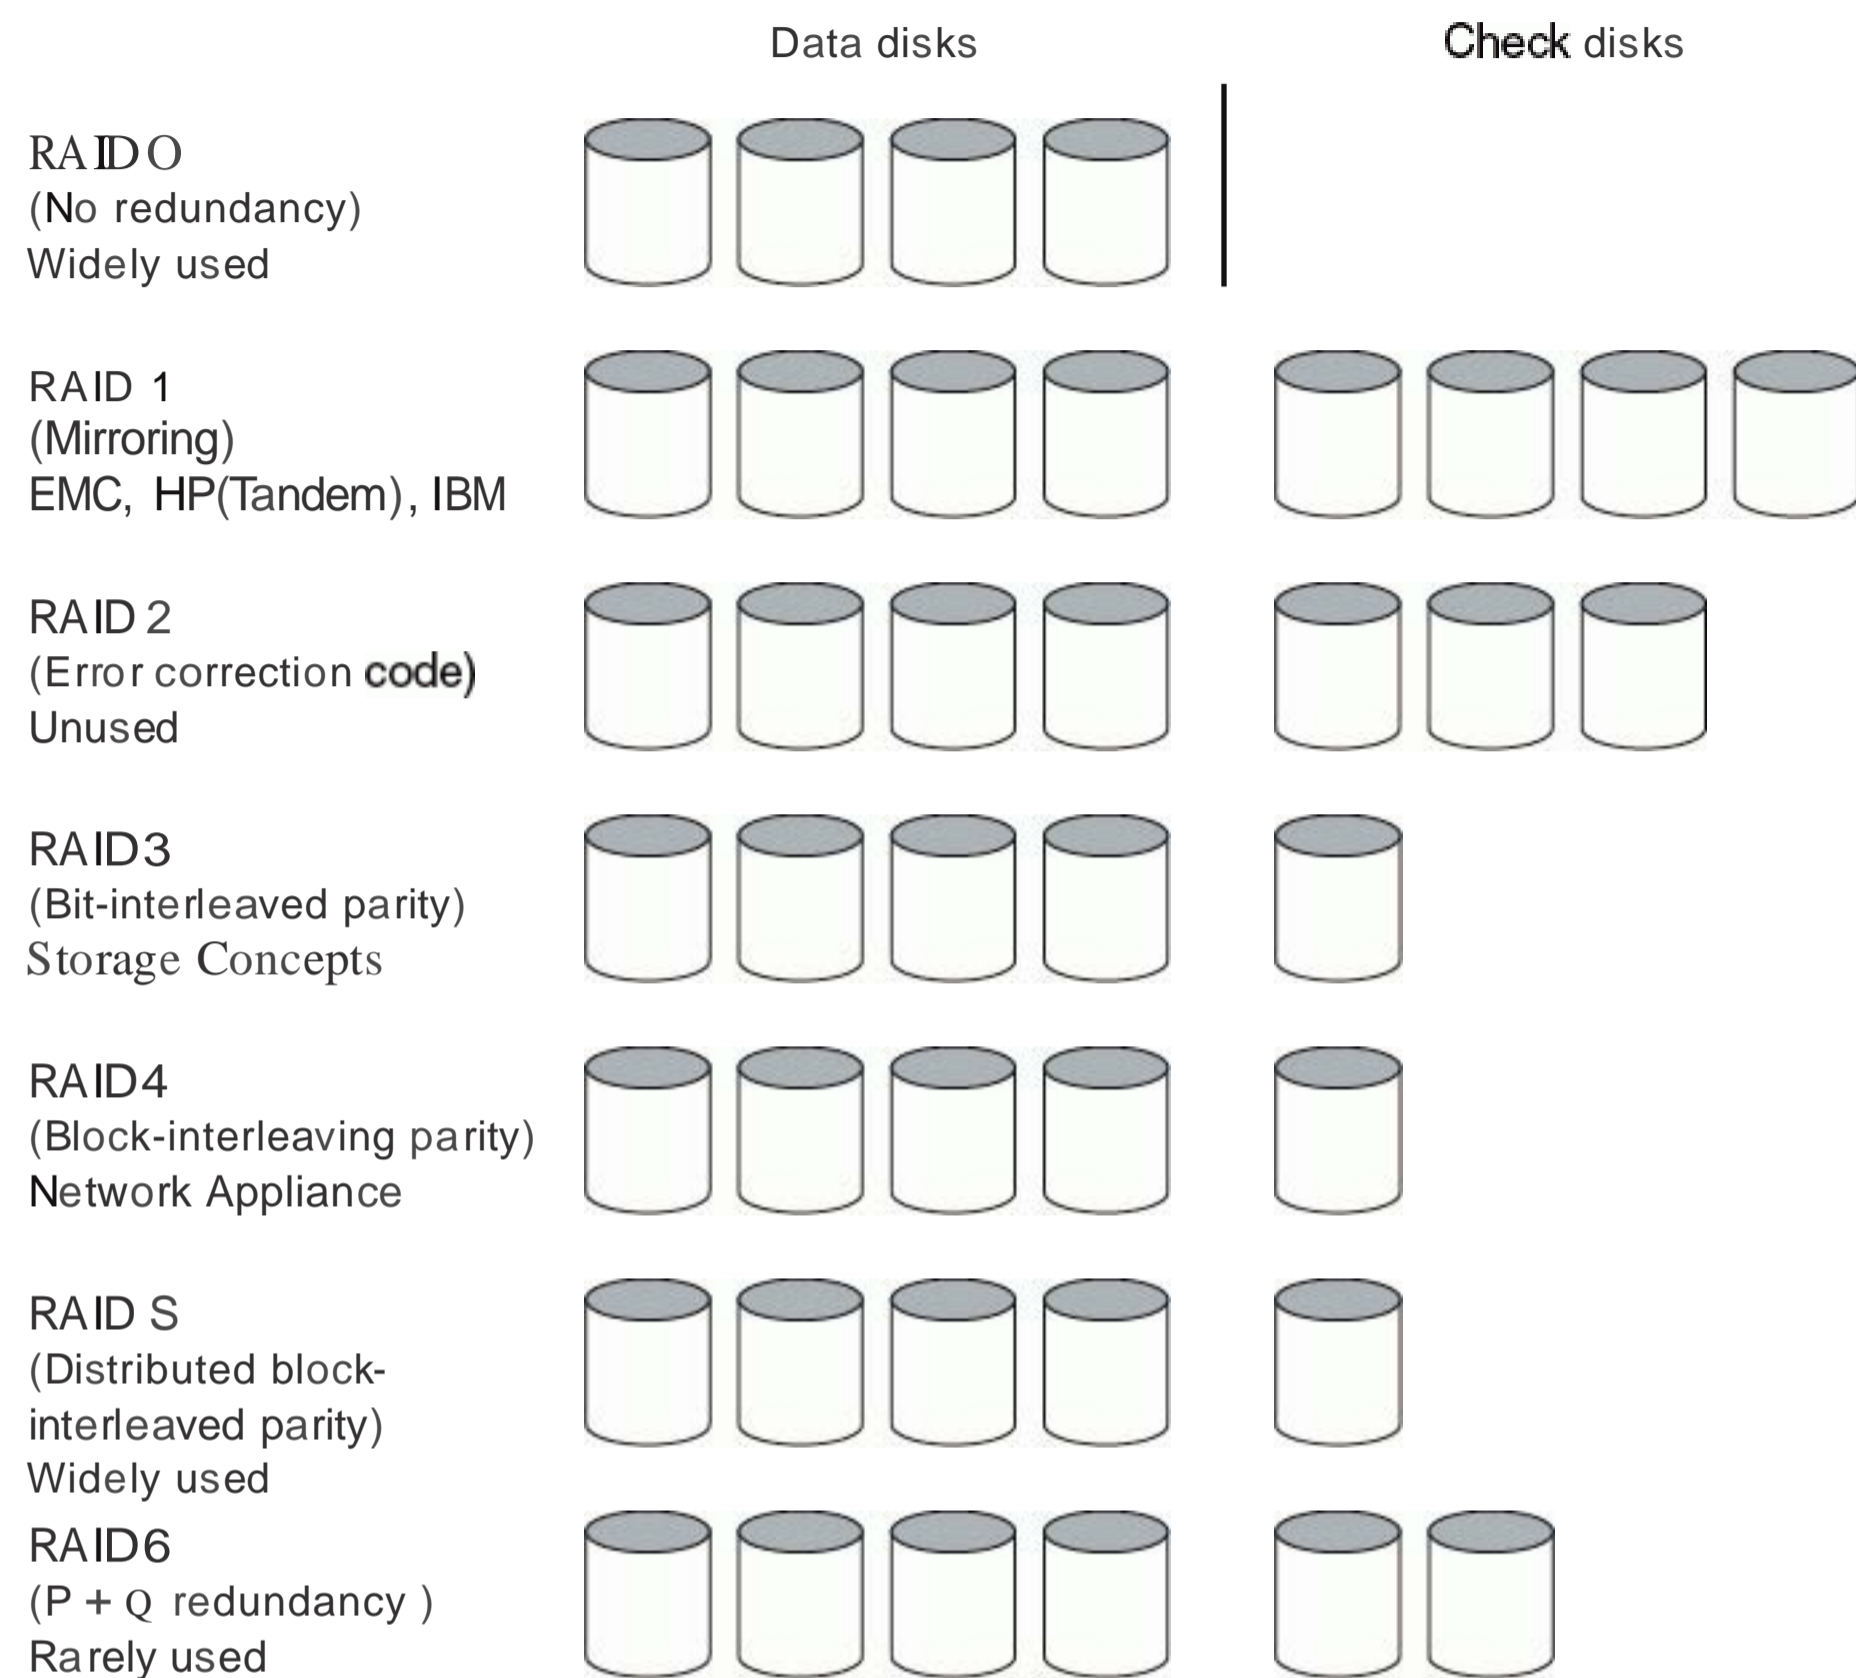 Data disks
Check disks
RAIDO
(No redundancy)
Widely used
RAID 1
(Mirroring)
EMC, HP(Tandem), IBM
RAID 2
(Error correction code)
Unused
RAID3
(Bit-interleaved parity)
Storage Concepts
RAID4
(Block-interleaving parity)
Network Appliance
RAID S
(Distributed block-
interleaved parity)
Widely used
RAID6
(P + Q redundancy )
Rarely used